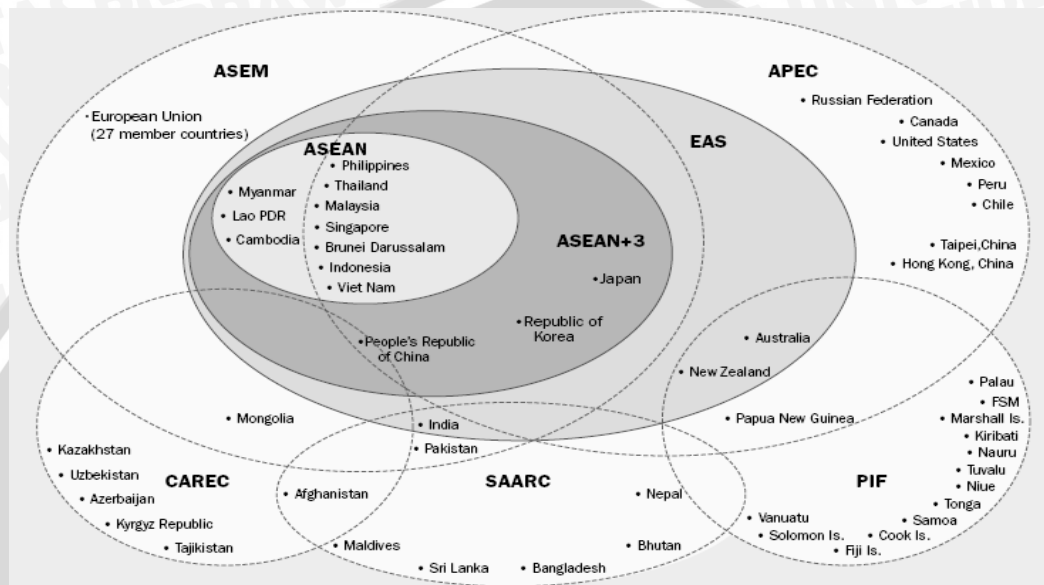 ASEM
APEC
• European Union
(27 member countries)
• Russian Federation
• Canada
• United States
• Mexico
• Peru
• Chile
• Taipei,China
• Hong Kong, China
EAS
ASEAN
• Philippines
• Thailand
• Myanmar
• Malaysia
• Lao PDR
• Singapore
• Cambodia
• Brunei Darussalam
• Indonesia
• Viet Nam
ASEAN+3
• Japan
• Republic of
Korea
• People's Republic
of China
• Australia
• New Zealand
• Papua New Guinea
• Mongolia
• India
• Pakistan
• Kazakhstan
• Uzbekistan
• Azerbaijan
• Kyrgyz Republic
• Tajikistan
CAREC
• Afghanistan
SAARC
• Nepal
• Maldives
• Bhutan
• Sri Lanka
• Bangladesh
PIF
• Palau
• FSM
• Marshall Is.
• Kiribati
• Nauru
• Tuvalu
• Niue
• Tonga
• Samoa
• Vanuatu
• Solomon Is.
• Cook Is.
• Fiji Is.